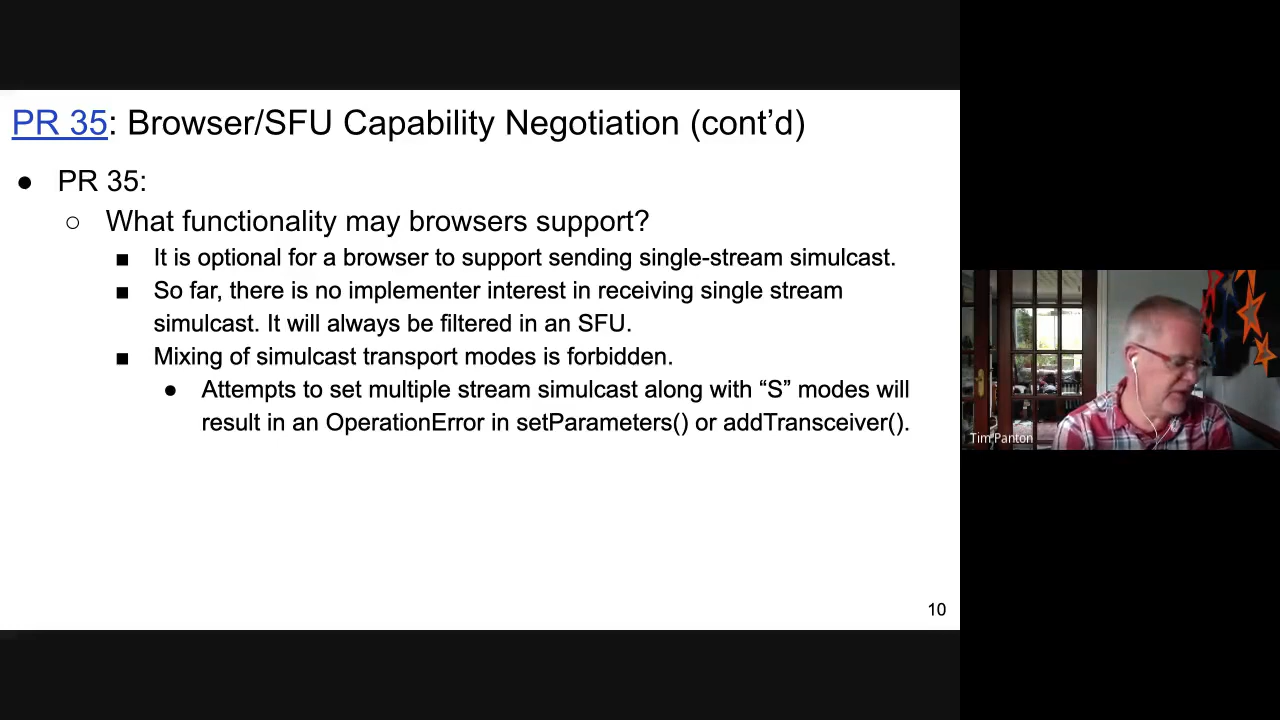 PR 35: Browser/SFU Capability Negotiation (cont’d)
● PR 35:
○ What functionality may browsers support?
■ It is optional for a browser to support sending single-stream simulcast.
■ So far, there is no implementer interest in receiving single stream
simulcast. It will always be filtered in an SFU.
■ Mixing of simulcast transport modes is forbidden.
● Attempts to set multiple stream simulcast along with “S” modes will
result in an OperationError in setParameters() or addTransceiver().
10
Tim Panton